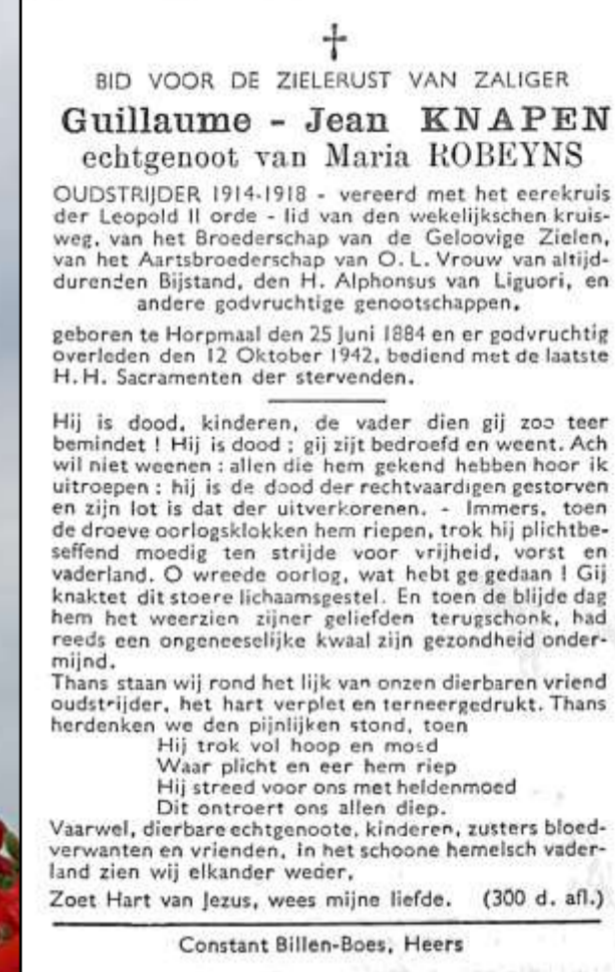 BID VOOR DE ZIELERUST VAN ZALIGER
Guillaume - Jean KNAPEN
echtgenoot van Maria ROBEYNS
OUDSTRIJDER 1914-1918 - vereerd met het eerekruis
der Leopold II orde - lid van den wekelijkschen kruis-
weg, van het Broederschap van de Geloovige Zielen,
van het Aartsbroederschap van O. L. Vrouw van altijd-
durenden Bijstand, den H. Alphonsus van Liguori, en
andere godvruchtige genootschappen,
geboren te Horpmaal den 25 Juni 1884 en er godvruchtig
overleden den 12 Oktober 1942, bediend met de laatste
H. H. Sacramenten der stervenden.
Hij is dood, kinderen, de vader dien gij zoo teer
bemindet ! Hij is dood ; gij zijt bedroefd en weent. Ach
wil niet weenen : allen die hem gekend hebben hoor ik
uitroepen : hij is de dood der rechtvaardigen gestorven
en zijn lot is dat der uitverkorenen. - Immers, toen
de droeve oorlogsklokken hem riepen, trok hij plichtbe-
seffend moedig ten strijde voor vrijheid, vorst en
vaderland. O wreede oorlog, wat hebt ge gedaan ! Gij
knaktet dit stoere lichaamsgestel. En toen de blijde dag
hem het weerzien zijner geliefden terugschonk, had
reeds een ongeneeselijke kwaal zijn gezondheid onder-
mijnd.
Thans staan wij rond het lijk van onzen dierbaren vriend
oudstrijder, het hart verplet en terneergedrukt. Thans
herdenken we den pijnlijken stond, toen
Hij trok vol hoop en moed
Waar plicht en eer hem riep
Hij streed voor ons met heldenmoed
Dit ontroert ons allen diep.
Vaarwel, dierbare echtgenoote, kinderen, zusters bloed-
verwanten en vrienden, in het schoone hemelsch vader-
land zien wij elkander weder,
Zoet Hart van Jezus, wees mijne liefde. (300 d. afl.)
Constant Billen-Boes, Heers